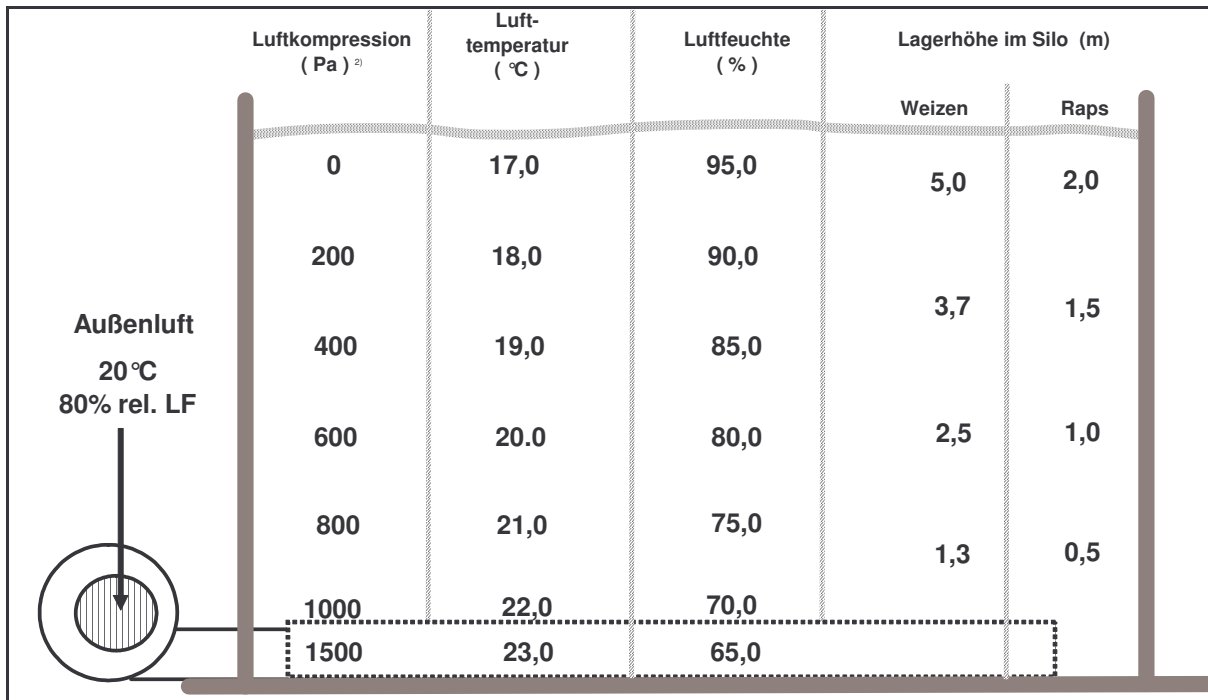 Luftkompression
( Pa ) 2)
Luft-
temperatur
( °C )
Luftfeuchte
( % )
Lagerhöhe im Silo (m)
Weizen Raps
0 17,0 95,0
5,0 2,0
200 18,0 90,0
3,7 1,5
Außenluft
20°C
80% rel. LF
400 19,0 85,0
600 20.0 80,0
2,5 1,0
800 21,0 75,0
1,3 0,5
1000 22,0 70,0
1500 23,0 65,0